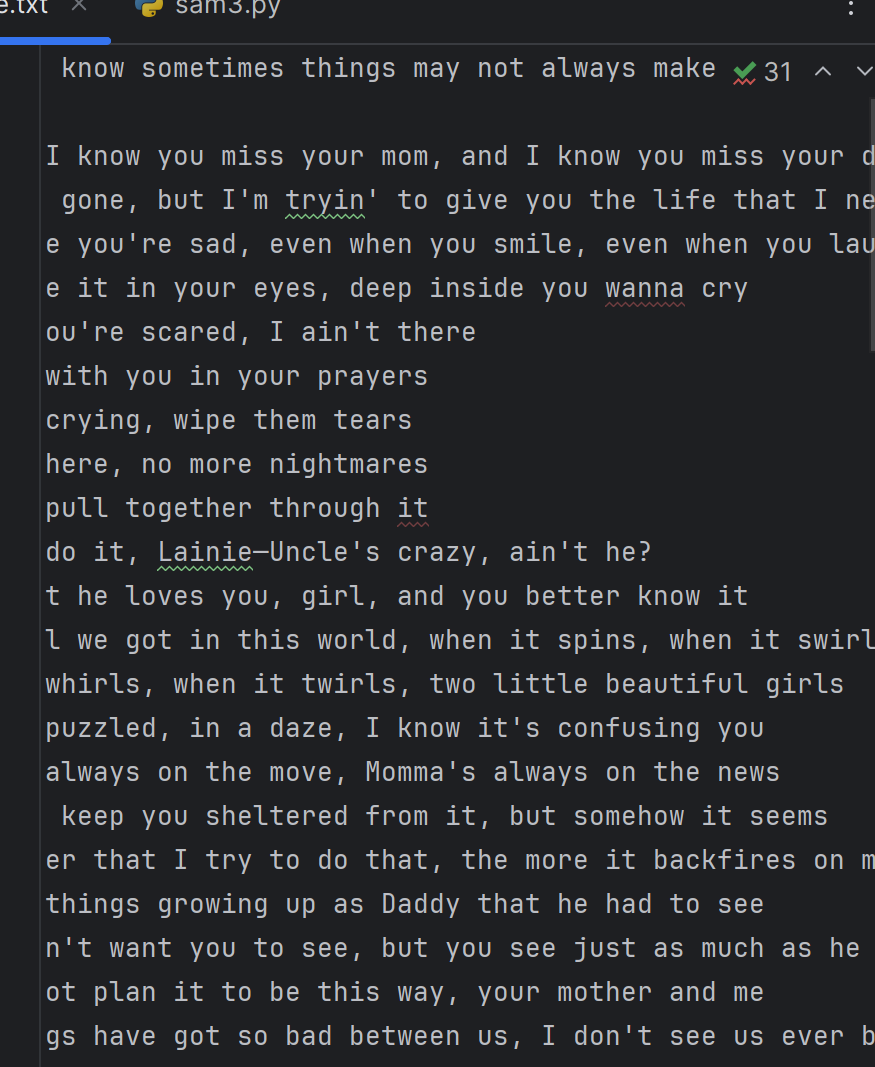 e.txt × sam3.py
know sometimes things may not always make 31
I know you miss your mom, and I know you miss your d
gone, but I'm tryin' to give you the life that I ne
e you're sad, even when you smile, even when you lau
e it in your eyes, deep inside you wanna cry
ou're scared, I ain't there
with you in your prayers
crying, wipe them tears
here, no more nightmares
pull together through it
do it, Lainie—Uncle's crazy, ain't he?
t he loves you, girl, and you better know it
l we got in this world, when it spins, when it swirl
whirls, when it twirls, two little beautiful girls
puzzled, in a daze, I know it's confusing you
always on the move, Momma's always on the news
keep you sheltered from it, but somehow it seems
er that I try to do that, the more it backfires on m
things growing up as Daddy that he had to see
n't want you to see, but you see just as much as he
ot plan it to be this way, your mother and me
gs have got so bad between us, I don't see us ever b